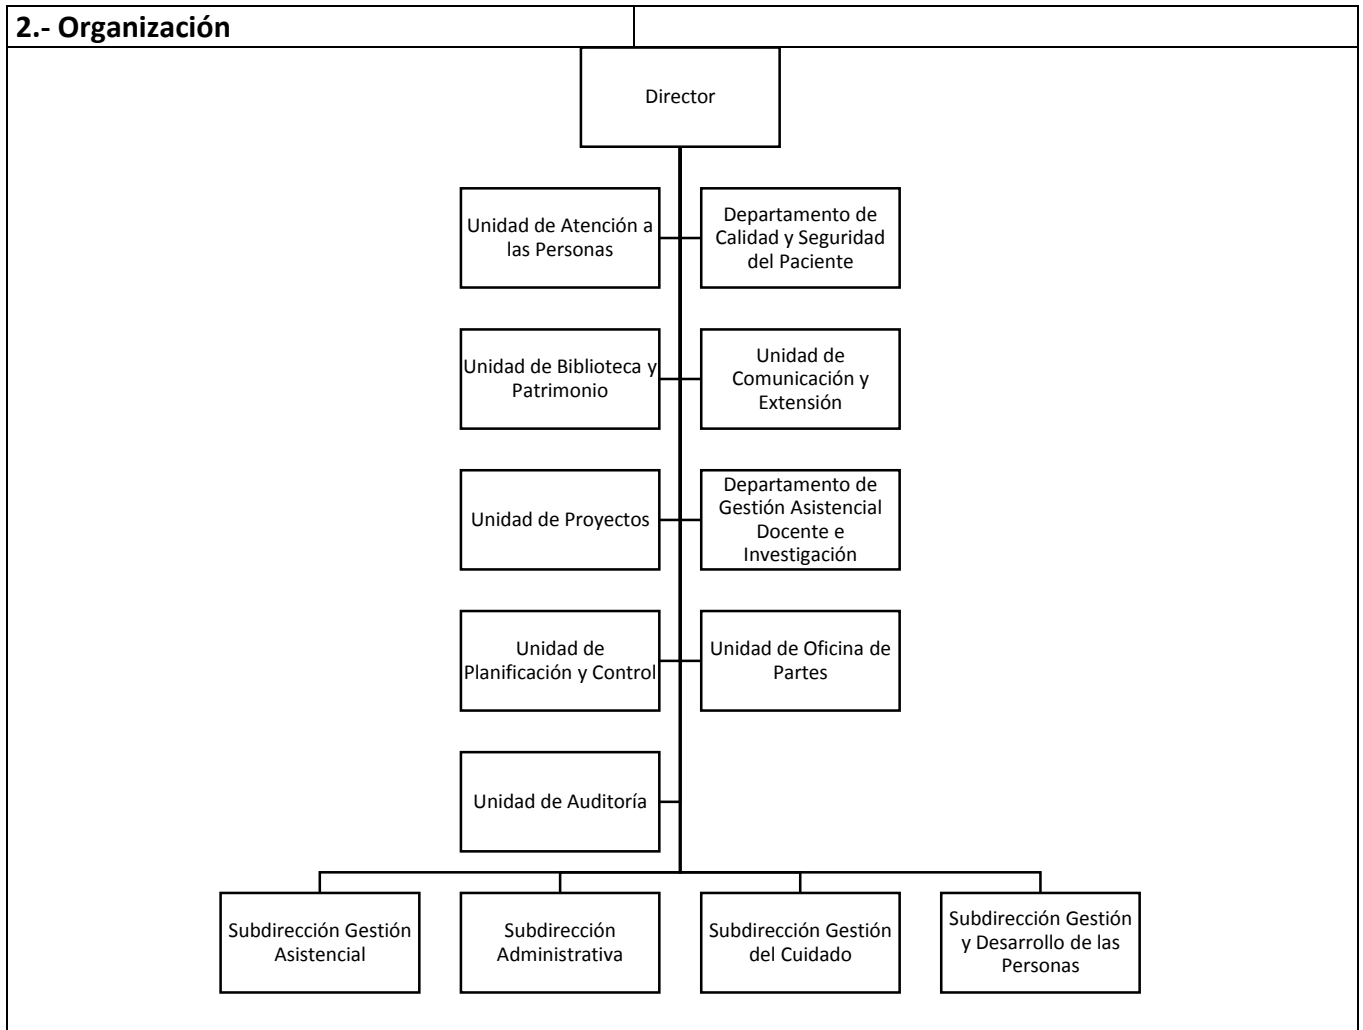 2.- Organización
Director
Unidad de Atención a
las Personas
Departamento de
Calidad y Seguridad
del Paciente
Unidad de Biblioteca y
Patrimonio
Unidad de
Comunicación y
Extensión
Unidad de Proyectos
Departamento de
Gestión Asistencial
Docente e
Investigación
Unidad de
Planificación y Control
Unidad de Oficina de
Partes
Unidad de Auditoría
Subdirección Gestión
Asistencial
Subdirección
Administrativa
Subdirección Gestión
del Cuidado
Subdirección Gestión
y Desarrollo de las
Personas